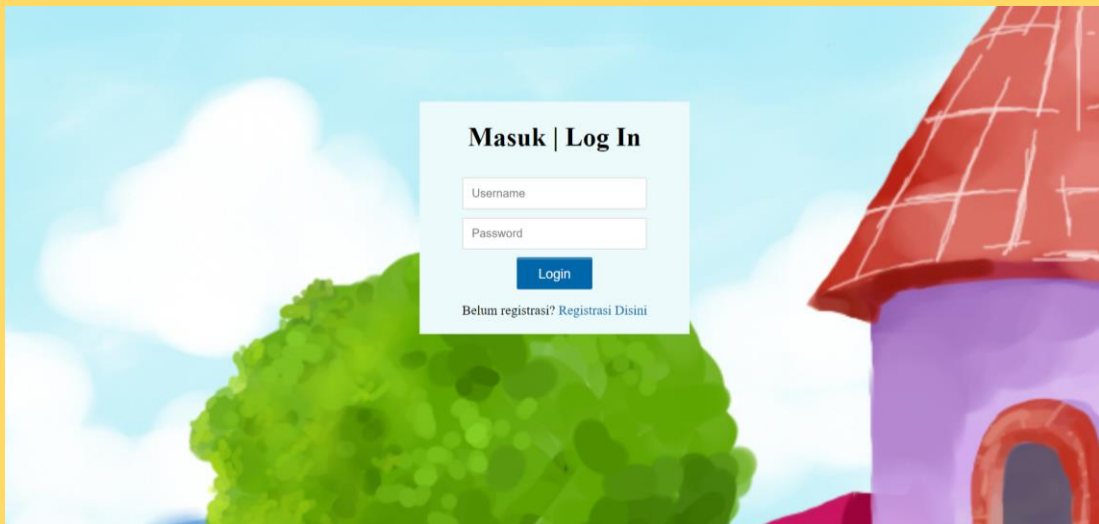 Masuk | Log In
Username
Password
Login
Belum registrasi? Registrasi Disini